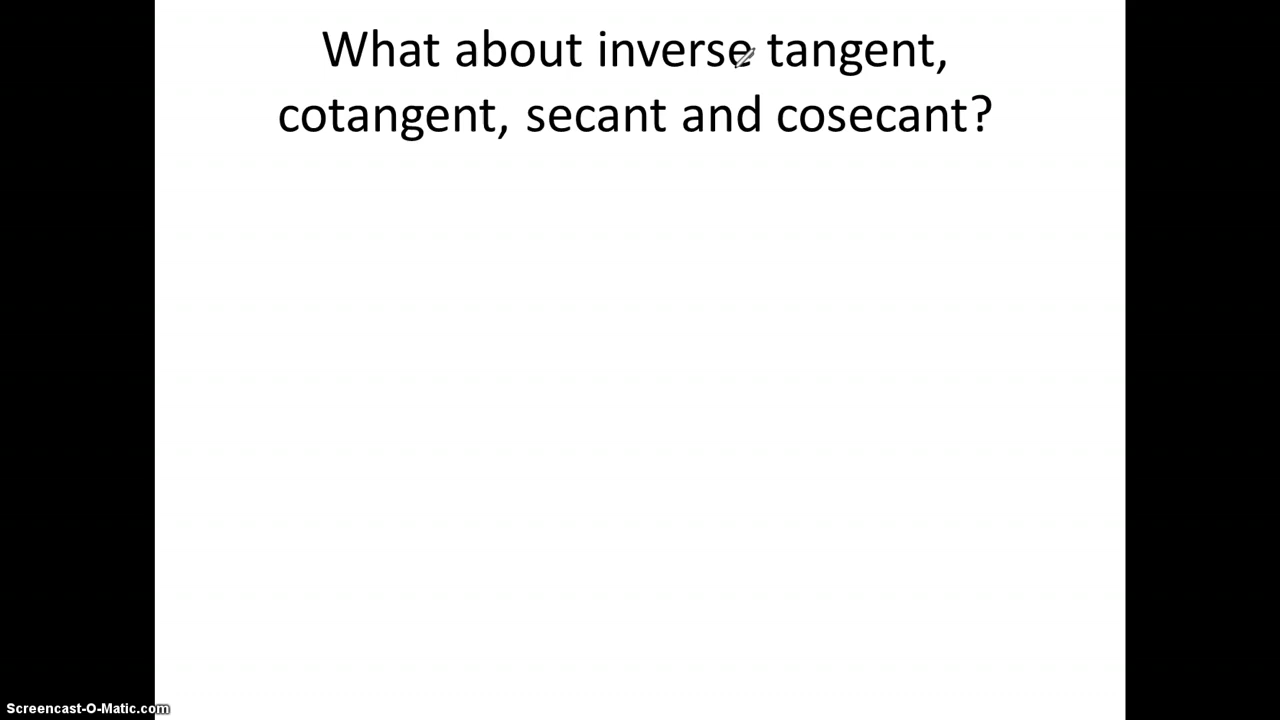 What about inverse tangent,
cotangent, secant and cosecant?
Screencast-O-Matic.com